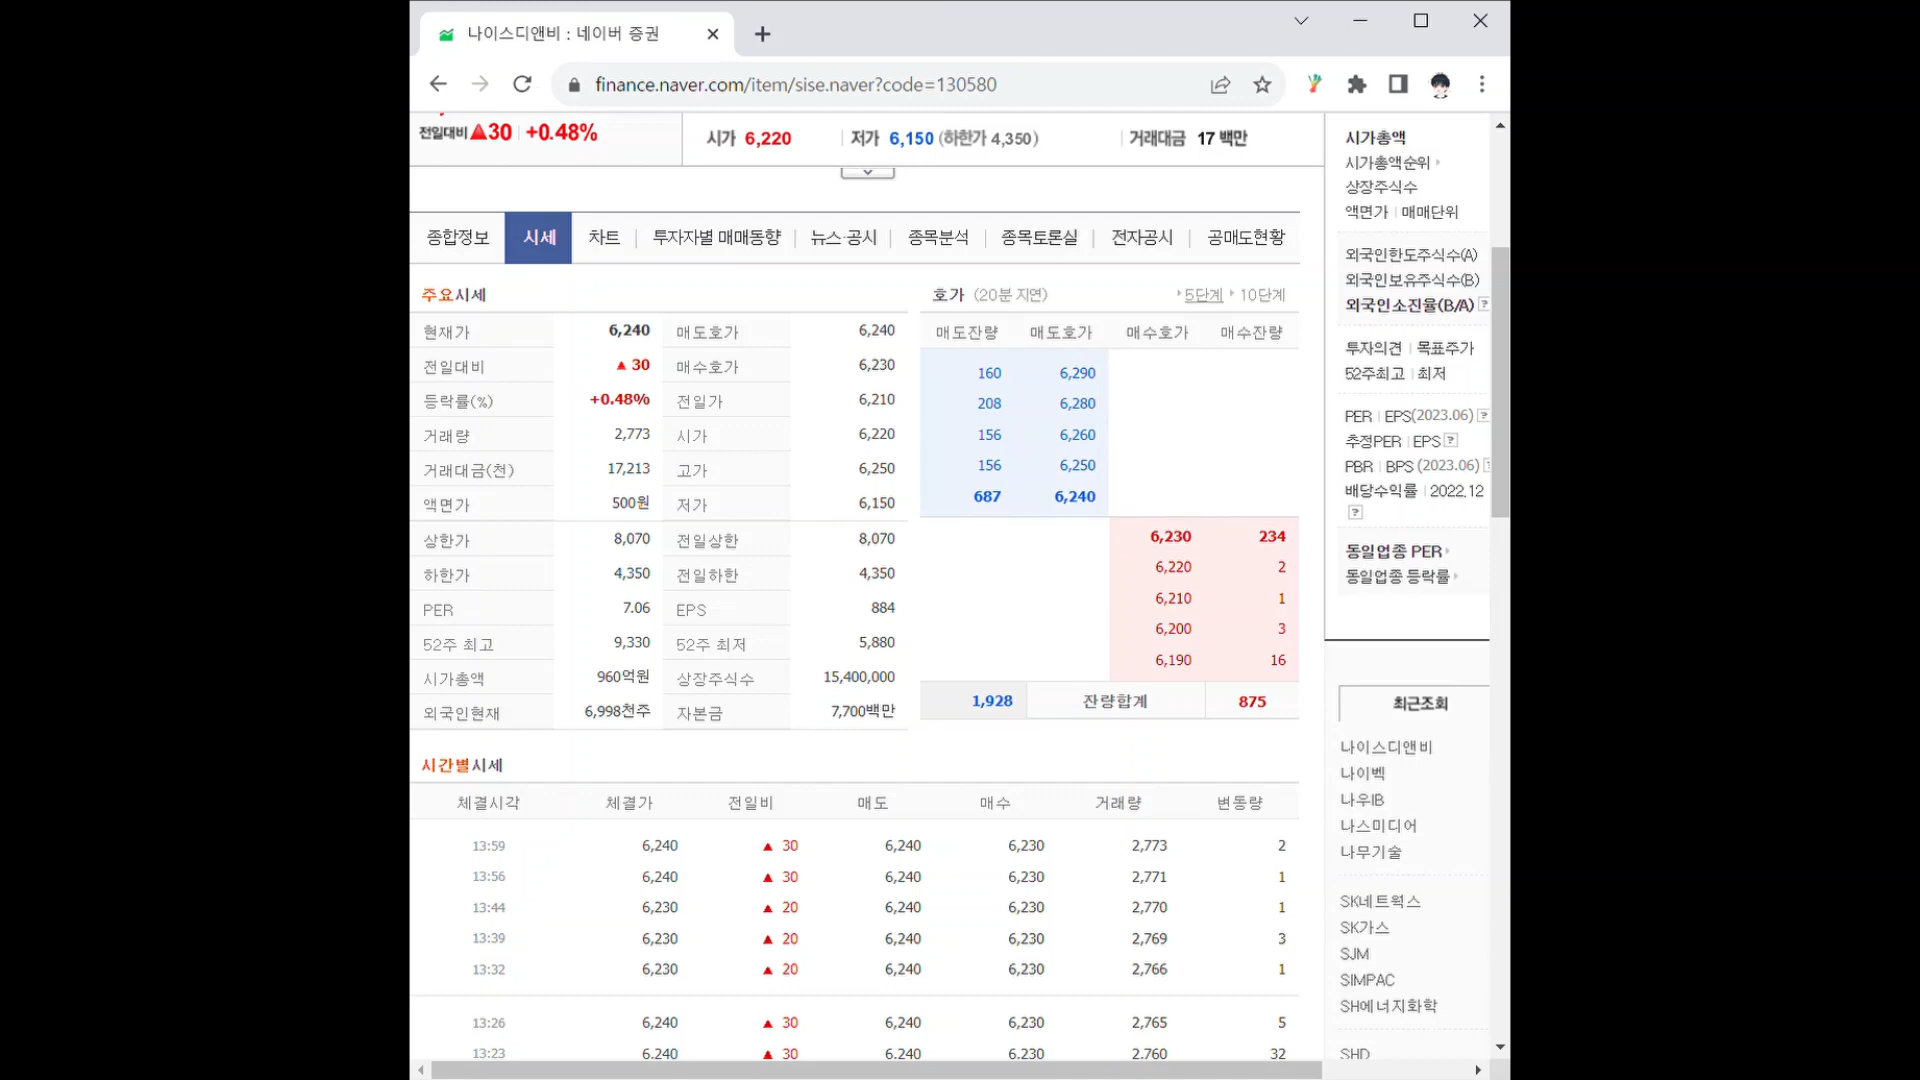 나이스디앤비 : 네이버 증권
finance.naver.com/item/sise.naver?code=130580
전일대비 ▲30 +0.48%
시가 6,220 저가 6,150 (하한가 4,350) 거래대금 17 백만
종합정보 시세 차트 투자자별 매매동향 뉴스·공시 종목분석 종목토론실 전자공시 공매도현황
주요시세
현재가 6,240 매도호가 6,240
전일대비 ▲ 30 매수호가 6,230
등락률(%) +0.48% 전일가 6,210
거래량 2,773 시가 6,220
거래대금(천) 17,213 고가 6,250
액면가 500원 저가 6,150
상한가 8,070 전일상한 8,070
하한가 4,350 전일하한 4,350
PER 7.06 EPS 884
52주 최고 9,330 52주 최저 5,880
시가총액 960억원 상장주식수 15,400,000
외국인현재 6,998천주 자본금 7,700백만
호가 (20분 지연) 5단계 10단계
매도잔량 매도호가 매수호가 매수잔량
160 6,290
208 6,280
156 6,260
156 6,250
687 6,240
6,230 234
6,220 2
6,210 1
6,200 3
6,190 16
1,928 잔량합계 875
시간별시세
체결시각 체결가 전일비 매도 매수 거래량 변동량
13:59 6,240 ▲ 30 6,240 6,230 2,773 2
13:56 6,240 ▲ 30 6,240 6,230 2,771 1
13:44 6,230 ▲ 20 6,240 6,230 2,770 1
13:39 6,230 ▲ 20 6,240 6,230 2,769 3
13:32 6,230 ▲ 20 6,240 6,230 2,766 1
13:26 6,240 ▲ 30 6,240 6,230 2,765 5
13:23 6,240 ▲ 30 6,240 6,230 2,760 32
시가총액
시가총액순위
상장주식수
액면가 | 매매단위
외국인한도주식수(A)
외국인보유주식수(B)
외국인소진율(B/A) ?
투자의견 | 목표주가
52주최고 | 최저
PER | EPS(2023.06) ?
추정PER | EPS ?
PBR | BPS (2023.06) ?
배당수익률 | 2022.12
?
동일업종 PER
동일업종 등락률
최근조회
나이스디앤비
나이벡
나우IB
나스미디어
나무기술
SK네트웍스
SK가스
SJM
SIMPAC
SH에너지화학
SHD